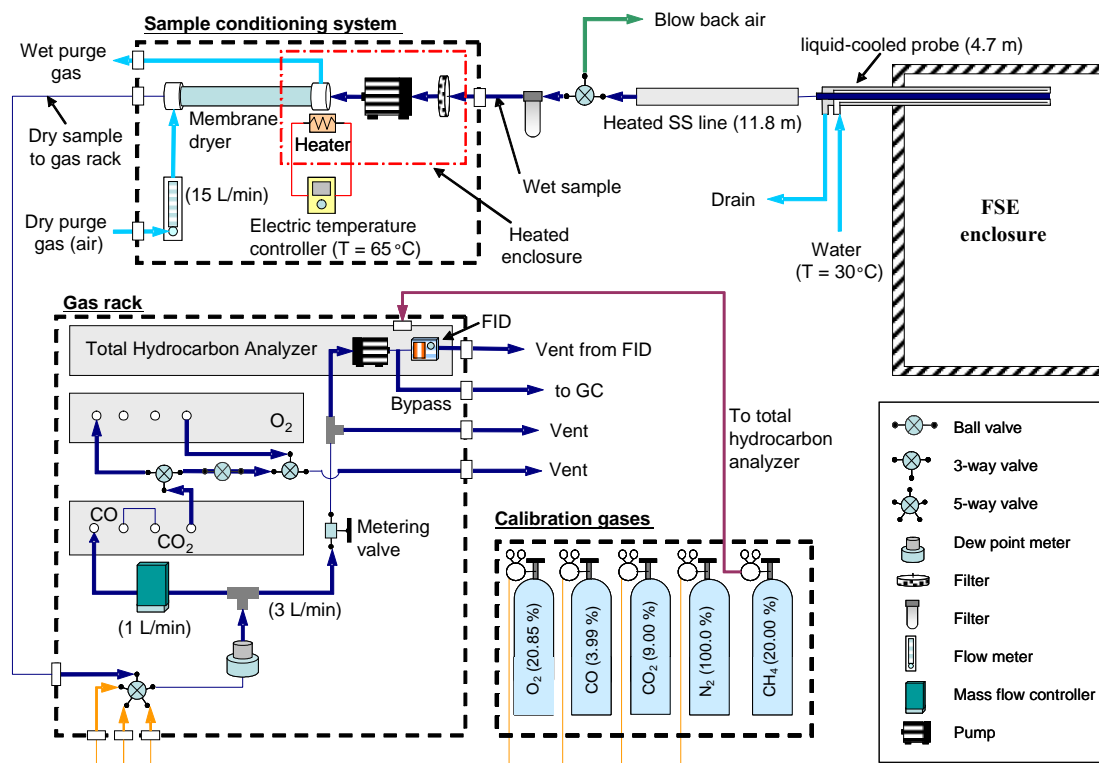 Sample conditioning system
Blow back air
liquid-cooled probe (4.7 m)
Wet purge
gas
Membrane
dryer
Heater
Heated SS line (11.8 m)
Dry sample
to gas rack
(15 L/min)
Wet sample
Drain
FSE
enclosure
Dry purge
gas (air)
Electric temperature
controller (T = 65°C)
Heated
enclosure
Water
(T = 30°C)
Gas rack
FID
Total Hydrocarbon Analyzer
Vent from FID
Bypass
to GC
O2
Vent
Vent
To total
hydrocarbon
analyzer
CO
CO2
Metering
valve
(1 L/min)
(3 L/min)
Calibration gases
O2 (20.85 %)
CO (3.99 %)
CO2 (9.00 %)
N2 (100.0 %)
CH4 (20.00 %)
Ball valve
3-way valve
5-way valve
Dew point meter
Filter
Filter
Flow meter
Mass flow controller
Pump